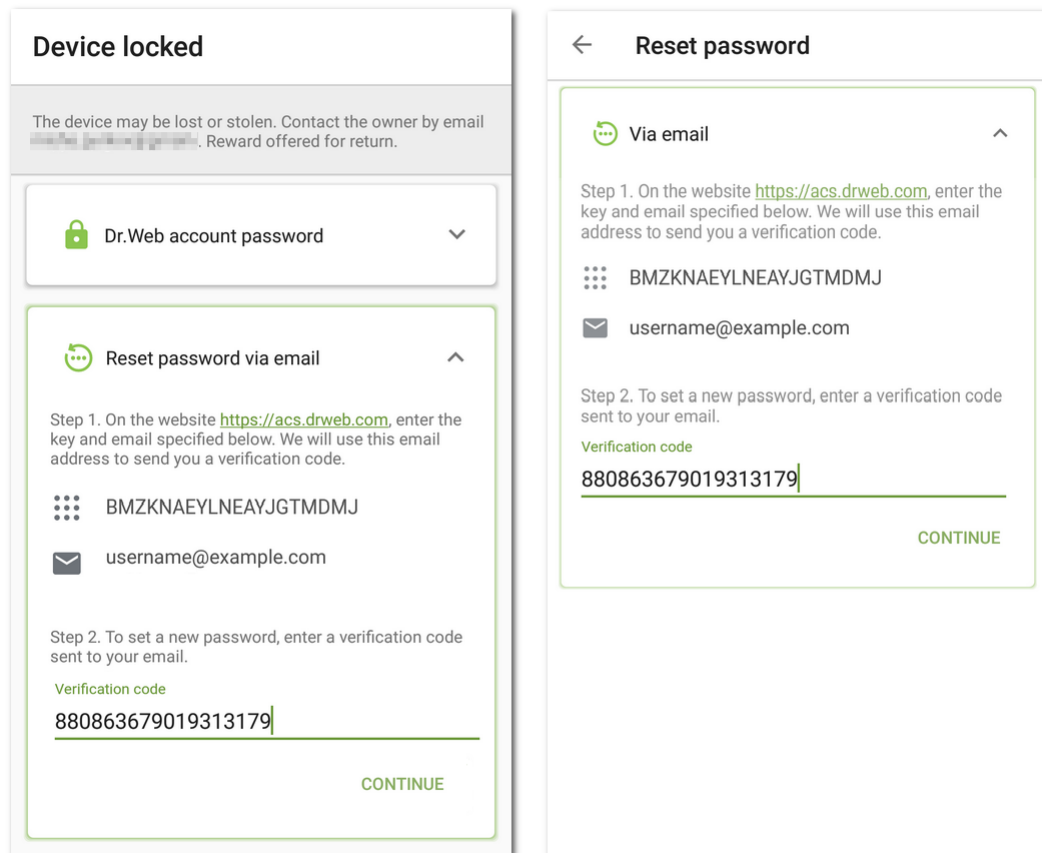 Device locked
The device may be lost or stolen. Contact the owner by email
. Reward offered for return.
Dr.Web account password
Reset password via email
Step 1. On the website https://acs.drweb.com, enter the
key and email specified below. We will use this email
address to send you a verification code.
BMZKNAEYLNEAYJGTMDMJ
username@example.com
Step 2. To set a new password, enter a verification code
sent to your email.
Verification code
880863679019313179
CONTINUE
Reset password
Via email
Step 1. On the website https://acs.drweb.com, enter the
key and email specified below. We will use this email
address to send you a verification code.
BMZKNAEYLNEAYJGTMDMJ
username@example.com
Step 2. To set a new password, enter a verification code
sent to your email.
Verification code
880863679019313179
CONTINUE